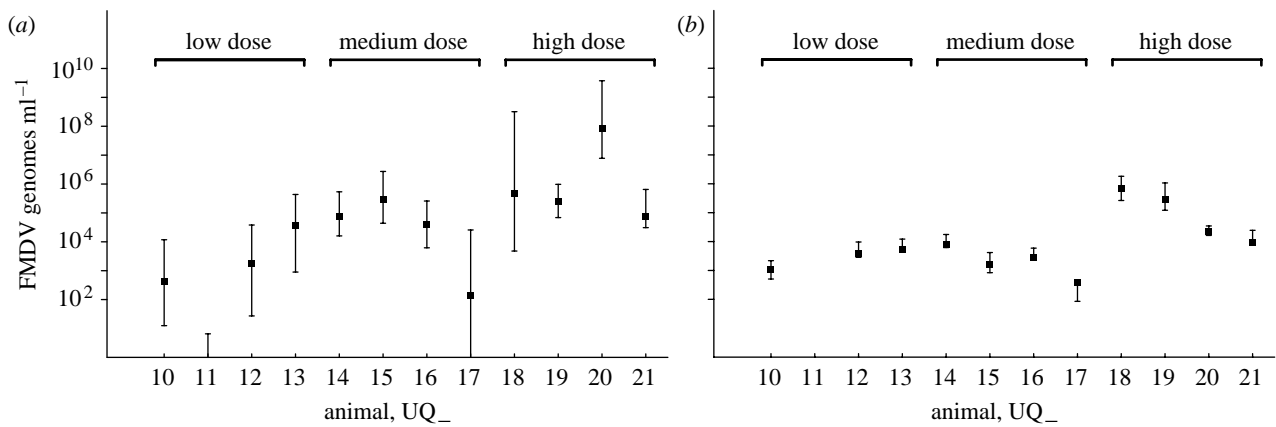 (a)
low dose medium dose high dose
10^10
10^8
10^6
10^4
10^2
FMDV genomes ml^−1
10 11 12 13 14 15 16 17 18 19 20 21
animal, UQ_
(b)
low dose medium dose high dose
10 11 12 13 14 15 16 17 18 19 20 21
animal, UQ_